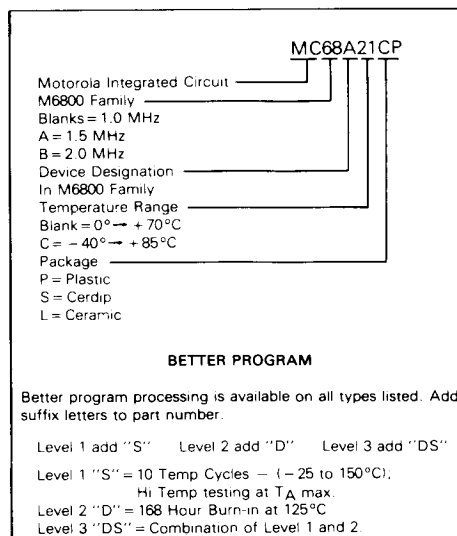 MC68A21CP
Motorola Integrated Circuit
M6800 Family
Blanks = 1.0 MHz
A = 1.5 MHz
B = 2.0 MHz
Device Designation
In M6800 Family
Temperature Range
Blank = 0° → + 70°C
C = − 40° → + 85°C
Package
P = Plastic
S = Cerdip
L = Ceramic
BETTER PROGRAM
Better program processing is available on all types listed. Add
suffix letters to part number.
Level 1 add "S" Level 2 add "D" Level 3 add "DS"
Level 1 "S" = 10 Temp Cycles − (− 25 to 150°C);
Hi Temp testing at TA max.
Level 2 "D" = 168 Hour Burn-in at 125°C
Level 3 "DS" = Combination of Level 1 and 2.